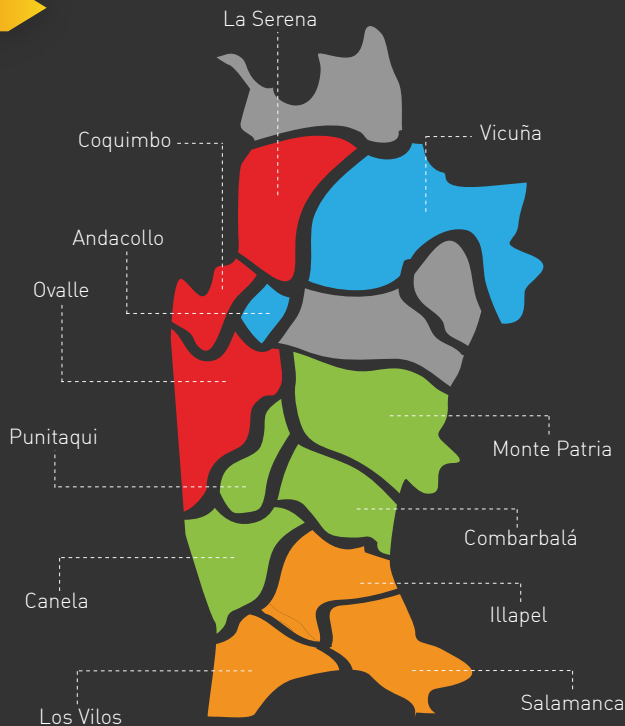 La Serena
Coquimbo
Vicuña
Andacollo
Ovalle
Punitaqui
Monte Patria
Combarbalá
Canela
Illapel
Salamanca
Los Vilos